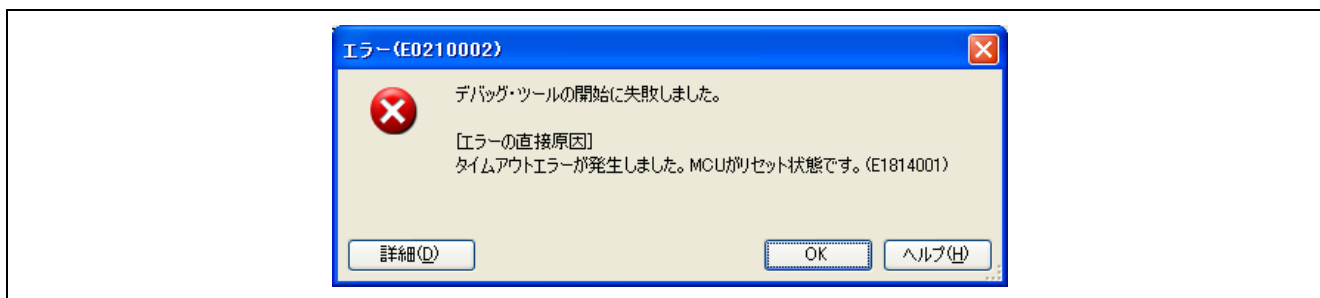 エラー(E0210002)
デバッグ・ツールの開始に失敗しました。
[エラーの直接原因]
タイムアウトエラーが発生しました。MCUがリセット状態です。(E1814001)
詳細(D)
OK
ヘルプ(H)